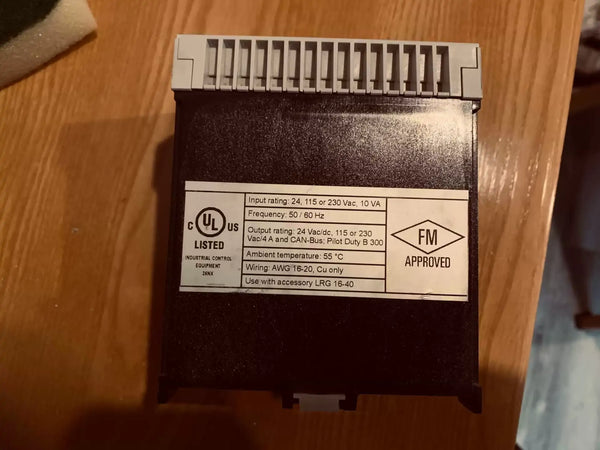 C UL US
LISTED
INDUSTRIAL CONTROL
EQUIPMENT
26NX
Input rating: 24, 115 or 230 Vac, 10 VA
Frequency: 50 / 60 Hz
Output rating: 24 Vac/dc, 115 or 230
Vac/4 A and CAN-Bus; Pilot Duty B 300
Ambient temperature: 55 °C
Wiring: AWG 16-20, Cu only
Use with accessory LRG 16-40
FM
APPROVED